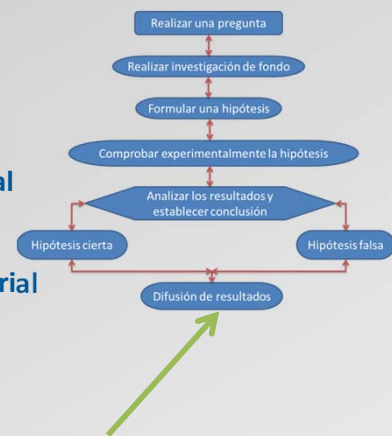 Realizar una pregunta
Realizar investigación de fondo
Formular una hipótesis
Comprobar experimentalmente la hipótesis
al
Analizar los resultados y
establecer conclusión
Hipótesis cierta
Hipótesis falsa
rial
Difusión de resultados